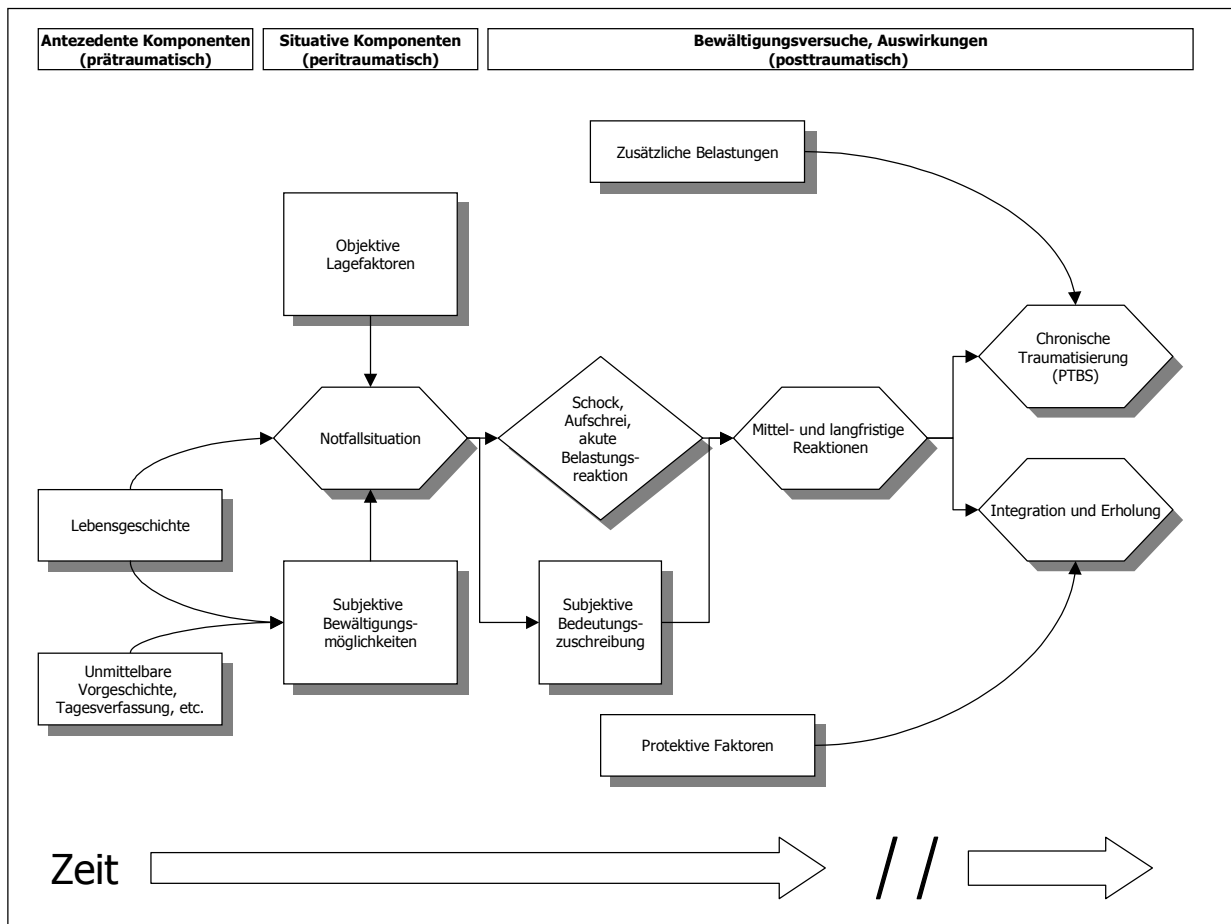 Antezedente Komponenten
(prätraumatisch)
Situative Komponenten
(peritraumatisch)
Bewältigungsversuche, Auswirkungen
(posttraumatisch)
Zusätzliche Belastungen
Objektive
Lagefaktoren
Chronische
Traumatisierung
(PTBS)
Schock,
Aufschrei,
akute
Belastungs-
reaktion
Notfallsituation
Mittel- und langfristige
Reaktionen
Lebensgeschichte
Integration und Erholung
Subjektive
Bewältigungs-
möglichkeiten
Subjektive
Bedeutungs-
zuschreibung
Unmittelbare
Vorgeschichte,
Tagesverfassung, etc.
Protektive Faktoren
Zeit
//